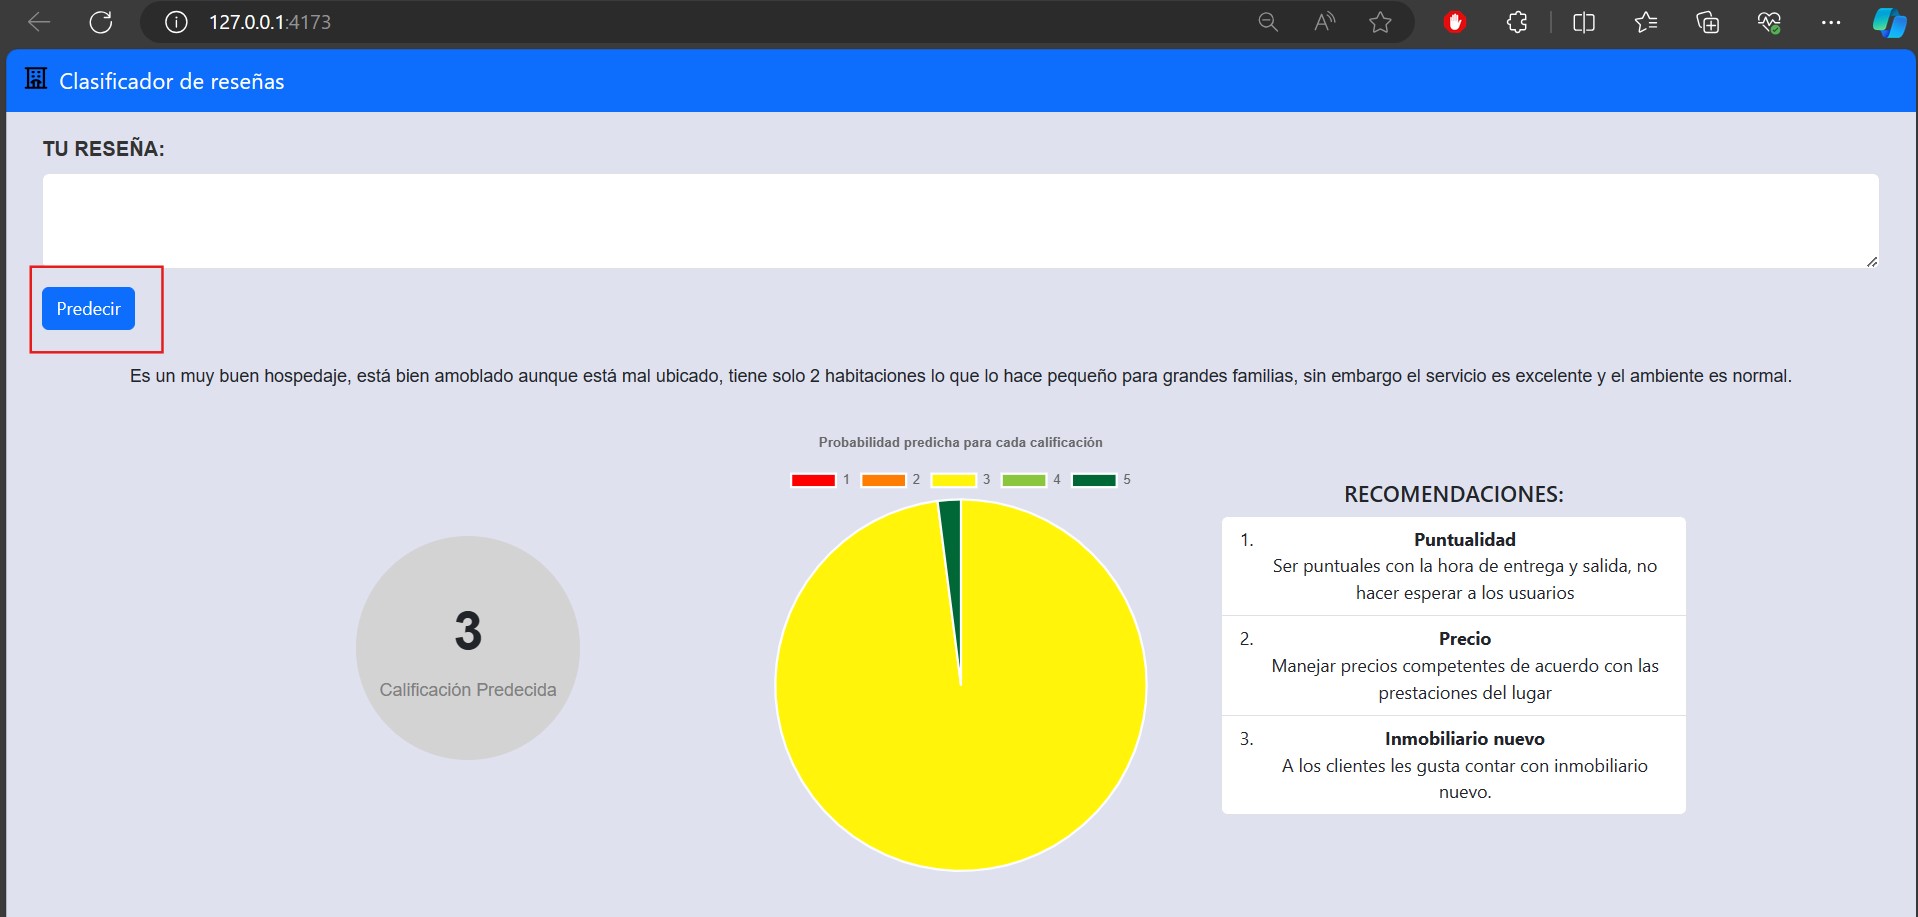 127.0.0.1:4173
Clasificador de reseñas
TU RESEÑA:
Predecir
Es un muy buen hospedaje, está bien amoblado aunque está mal ubicado, tiene solo 2 habitaciones lo que lo hace pequeño para grandes familias, sin embargo el servicio es excelente y el ambiente es normal.
Probabilidad predicha para cada calificación
1 2 3 4 5
3
Calificación Predecida
RECOMENDACIONES:
1. Puntualidad
Ser puntuales con la hora de entrega y salida, no
hacer esperar a los usuarios
2. Precio
Manejar precios competentes de acuerdo con las
prestaciones del lugar
3. Inmobiliario nuevo
A los clientes les gusta contar con inmobiliario
nuevo.